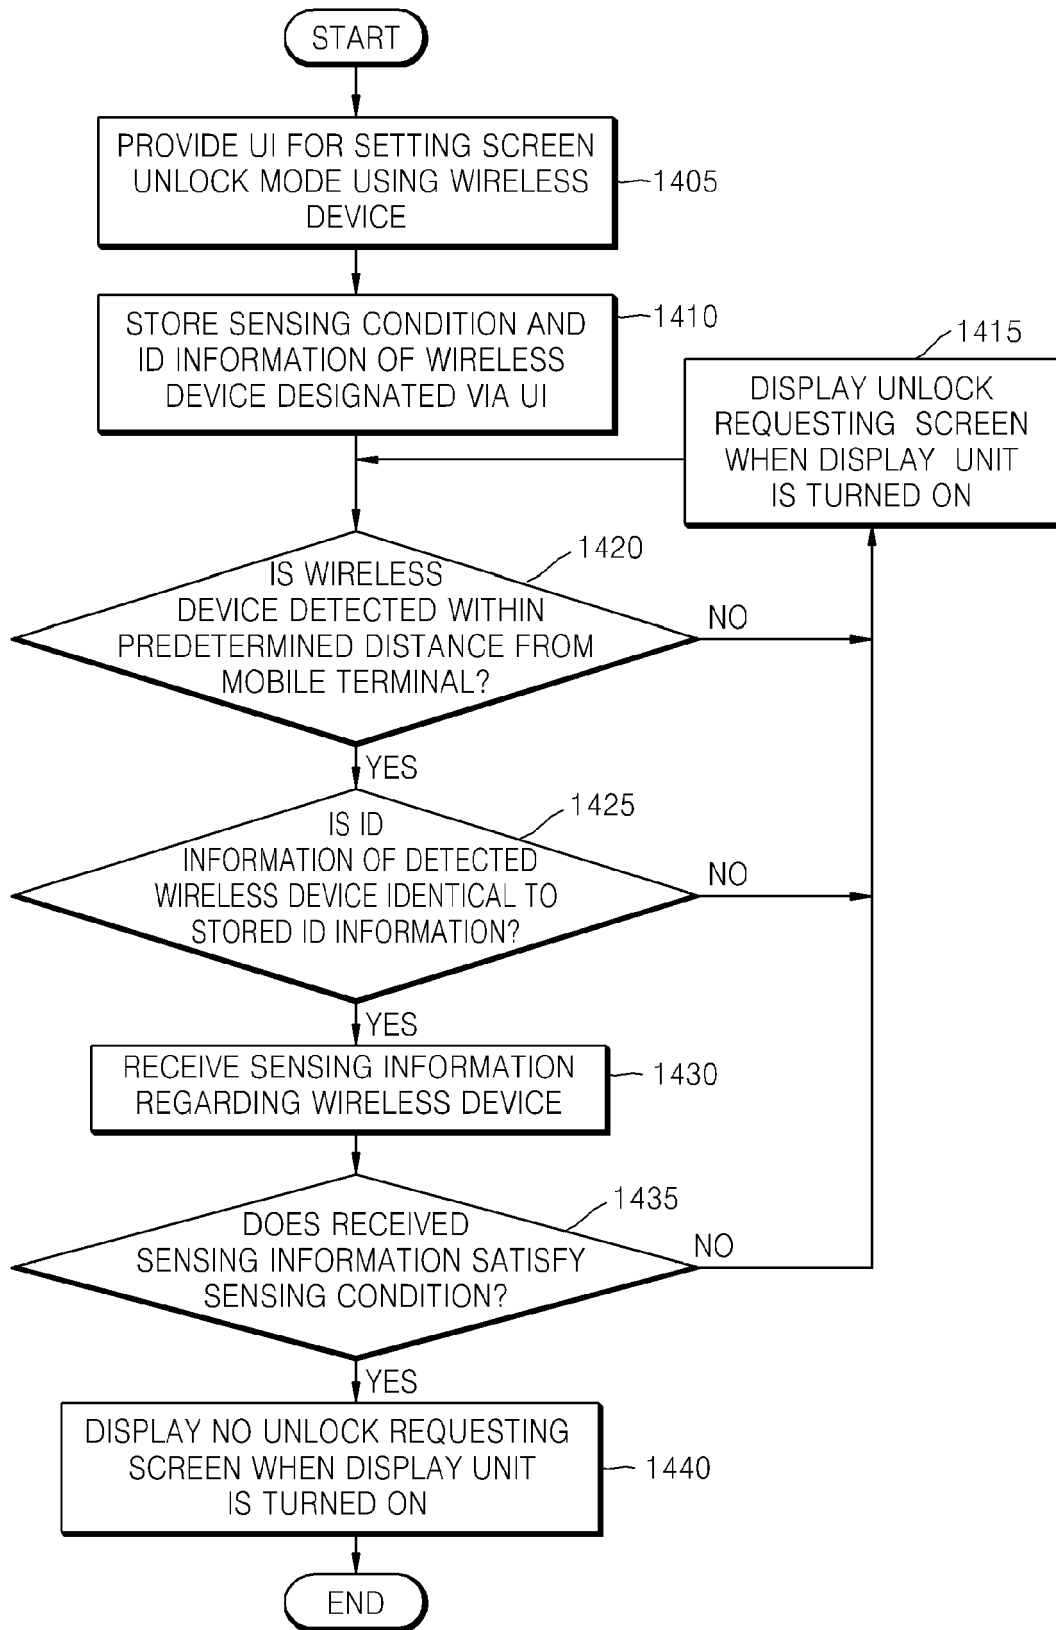 START
PROVIDE UI FOR SETTING SCREEN
UNLOCK MODE USING WIRELESS
DEVICE
1405
STORE SENSING CONDITION AND
ID INFORMATION OF WIRELESS
DEVICE DESIGNATED VIA UI
1410
1415
DISPLAY UNLOCK
REQUESTING SCREEN
WHEN DISPLAY UNIT
IS TURNED ON
1420
IS WIRELESS
DEVICE DETECTED WITHIN
PREDETERMINED DISTANCE FROM
MOBILE TERMINAL?
NO
YES
1425
IS ID
INFORMATION OF DETECTED
WIRELESS DEVICE IDENTICAL TO
STORED ID INFORMATION?
NO
YES
RECEIVE SENSING INFORMATION
REGARDING WIRELESS DEVICE
1430
1435
DOES RECEIVED
SENSING INFORMATION SATISFY
SENSING CONDITION?
NO
YES
DISPLAY NO UNLOCK REQUESTING
SCREEN WHEN DISPLAY UNIT
IS TURNED ON
1440
END